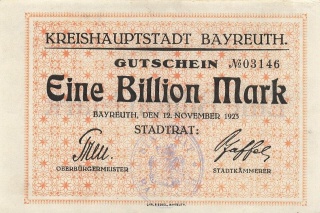 KREISHAUPTSTADT BAYREUTH.
GUTSCHEIN №03146
Eine Billion Mark
BAYREUTH, DEN 12. NOVEMBER 1923
STADTRAT:
OBERBÜRGERMEISTER STADTKÄMMERER